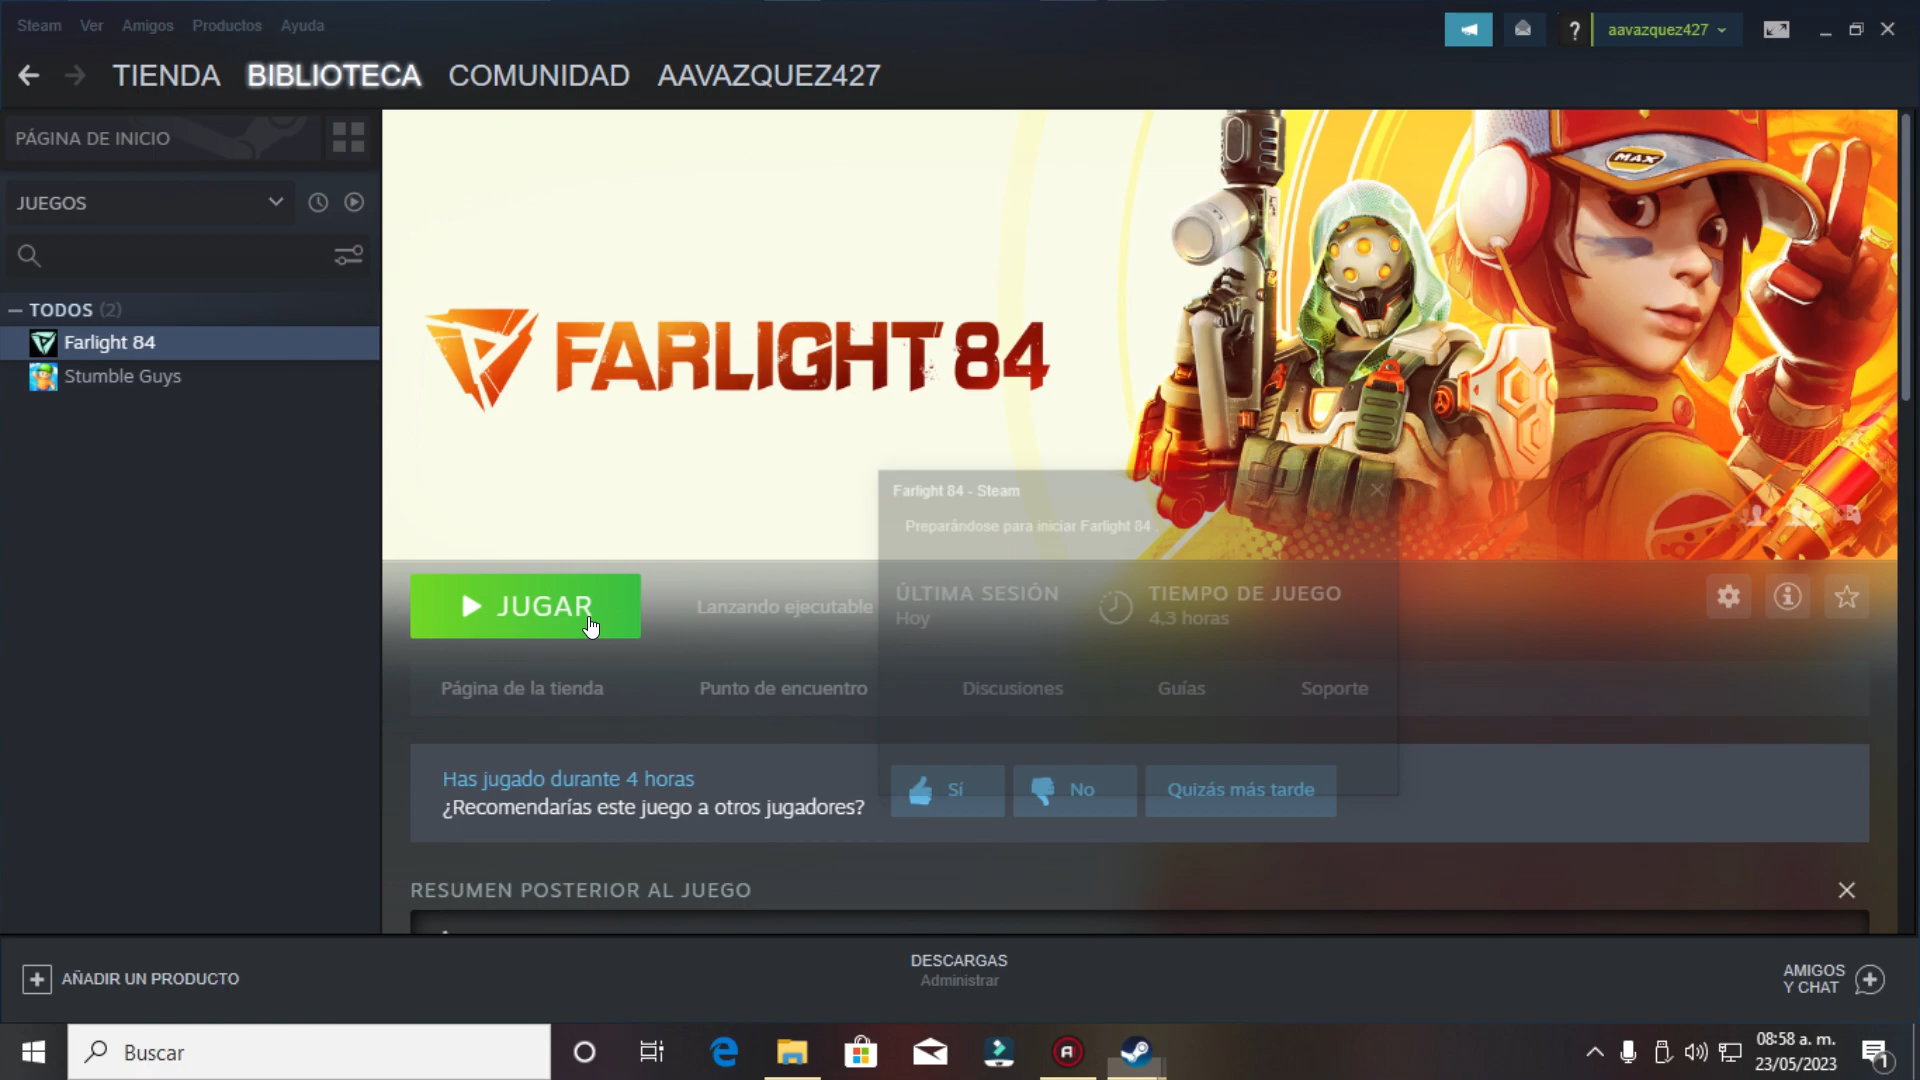 Steam Ver Amigos Productos Ayuda
? aavazquez427
TIENDA BIBLIOTECA COMUNIDAD AAVAZQUEZ427
PÁGINA DE INICIO
JUEGOS
TODOS (2)
Farlight 84
Stumble Guys
MAX
FARLIGHT 84
Farlight 84 - Steam
Preparándose para iniciar Farlight 84
JUGAR
Lanzando ejecutable
ÚLTIMA SESIÓN
Hoy
TIEMPO DE JUEGO
4,3 horas
Página de la tienda Punto de encuentro Discusiones Guías Soporte
Has jugado durante 4 horas
¿Recomendarías este juego a otros jugadores?
Sí No Quizás más tarde
RESUMEN POSTERIOR AL JUEGO
AÑADIR UN PRODUCTO
DESCARGAS
Administrar
AMIGOS
Y CHAT
Buscar
08:58 a. m.
23/05/2023
1